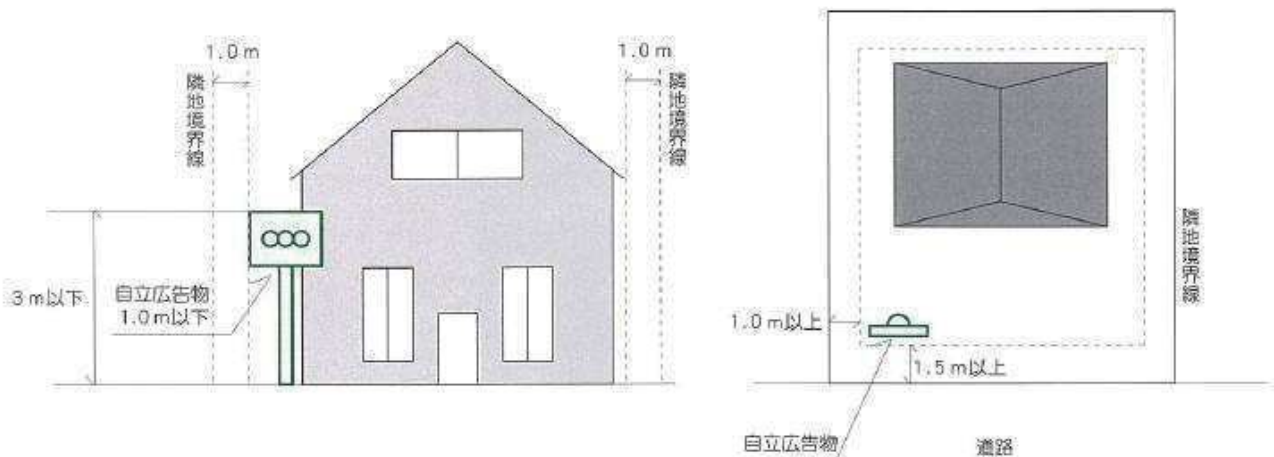 1.0m
1.0m
隣地境界線
隣地境界線
○○○
3m以下
自立広告物
1.0m以下
隣地境界線
1.0m以上
1.5m以上
自立広告物
道路